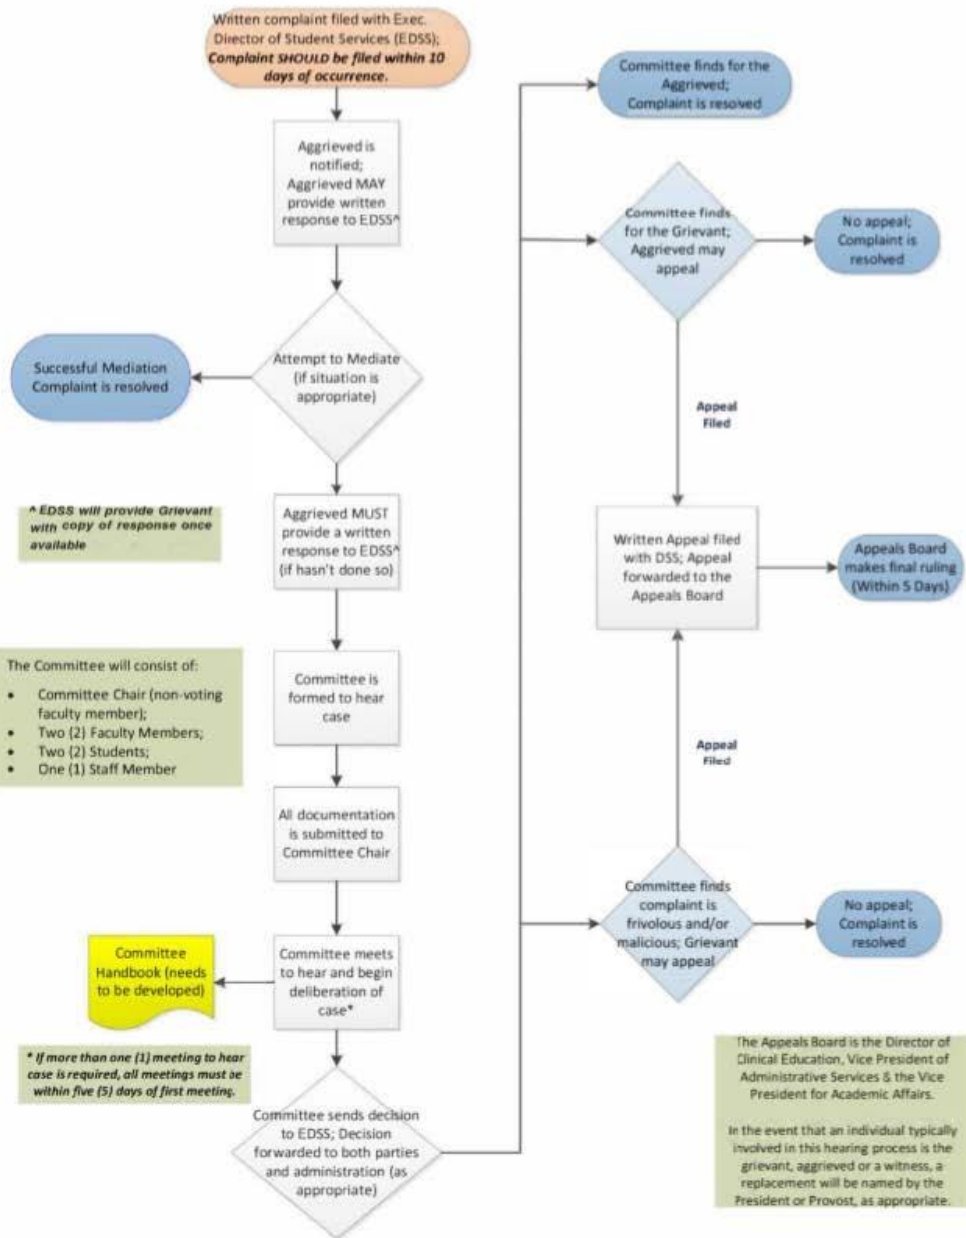 Written complaint filed with Exec.
Director of Student Services (EDSS);
Complaint SHOULD be filed within 10
days of occurrence.
Aggrieved is
notified;
Aggrieved MAY
provide written
response to EDSS^
Attempt to Mediate
(if situation is
appropriate)
Successful Mediation
Complaint is resolved
^ EDSS will provide Grievant
with copy of response once
available
Aggrieved MUST
provide a written
response to EDSS^
(if hasn't done so)
The Committee will consist of:
• Committee Chair (non-voting
faculty member);
• Two (2) Faculty Members;
• Two (2) Students;
• One (1) Staff Member
Committee is
formed to hear
case
All documentation
is submitted to
Committee Chair
Committee
Handbook (needs
to be developed)
Committee meets
to hear and begin
deliberation of
case*
* If more than one (1) meeting to hear
case is required, all meetings must be
within five (5) days of first meeting.
Committee sends decision
to EDSS; Decision
forwarded to both parties
and administration (as
appropriate)
Committee finds for the
Aggrieved;
Complaint is resolved
Committee finds
for the Grievant;
Aggrieved may
appeal
No appeal;
Complaint is
resolved
Appeal
Filed
Written Appeal filed
with DSS; Appeal
forwarded to the
Appeals Board
Appeals Board
makes final ruling
(Within 5 Days)
Appeal
Filed
Committee finds
complaint is
frivolous and/or
malicious; Grievant
may appeal
No appeal;
Complaint is
resolved
The Appeals Board is the Director of
Clinical Education, Vice President of
Administrative Services & the Vice
President for Academic Affairs.
In the event that an individual typically
involved in this hearing process is the
grievant, aggrieved or a witness, a
replacement will be named by the
President or Provost, as appropriate.